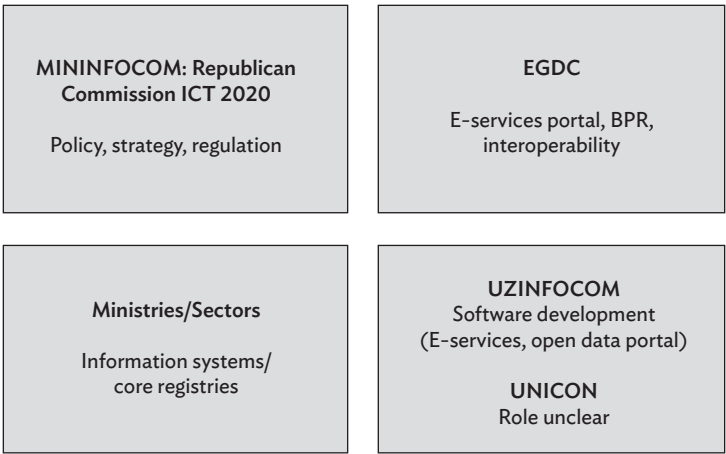 MININFOCOM: Republican
Commission ICT 2020
Policy, strategy, regulation
EGDC
E-services portal, BPR,
interoperability
Ministries/Sectors
Information systems/
core registries
UZINFOCOM
Software development
(E-services, open data portal)
UNICON
Role unclear